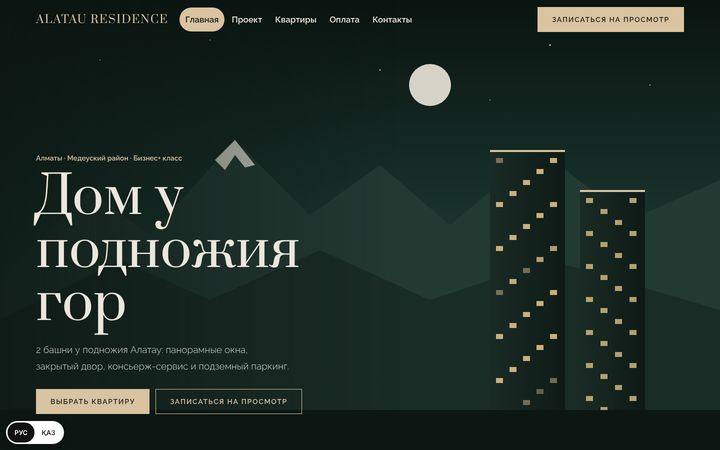 ALATAU RESIDENCE
Главная Проект Квартиры Оплата Контакты
ЗАПИСАТЬСЯ НА ПРОСМОТР
Алматы · Медеуский район · Бизнес+ класс
Дом у
подножия
гор
2 башни у подножия Алатау: панорамные окна,
закрытый двор, консьерж-сервис и подземный паркинг.
ВЫБРАТЬ КВАРТИРУ ЗАПИСАТЬСЯ НА ПРОСМОТР
РУС ҚАЗ